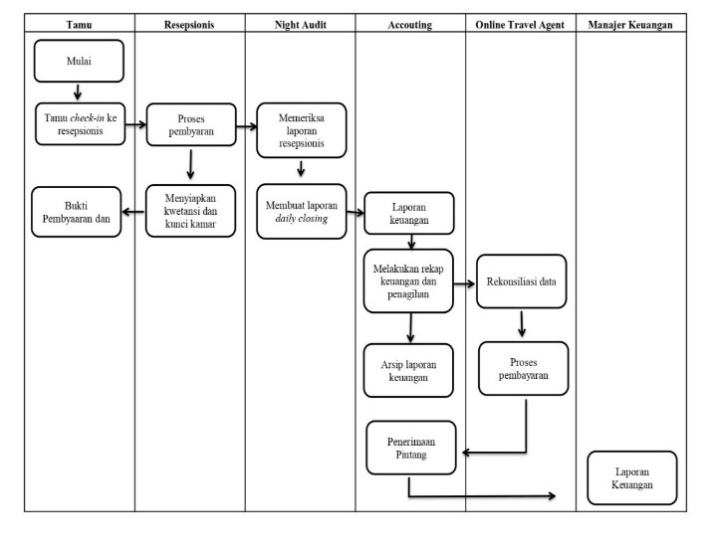 Tamu
Resepsionis
Night Audit
Accouting
Online Travel Agent
Manajer Keuangan
Mulai
Tamu check-in ke
resepsionis
Proses
pembyaran
Memeriksa
laporan
resepsionis
Bukti
Pembyaaran dan
Menyiapkan
kwetansi dan
kunci kamar
Membuat laporan
daily closing
Laporan
keuangan
Melakukan rekap
keuangan dan
penagihan
Rekonsiliasi data
Arsip laporan
keuangan
Proses
pembayaran
Penerimaan
Piutang
Laporan
Keuangan